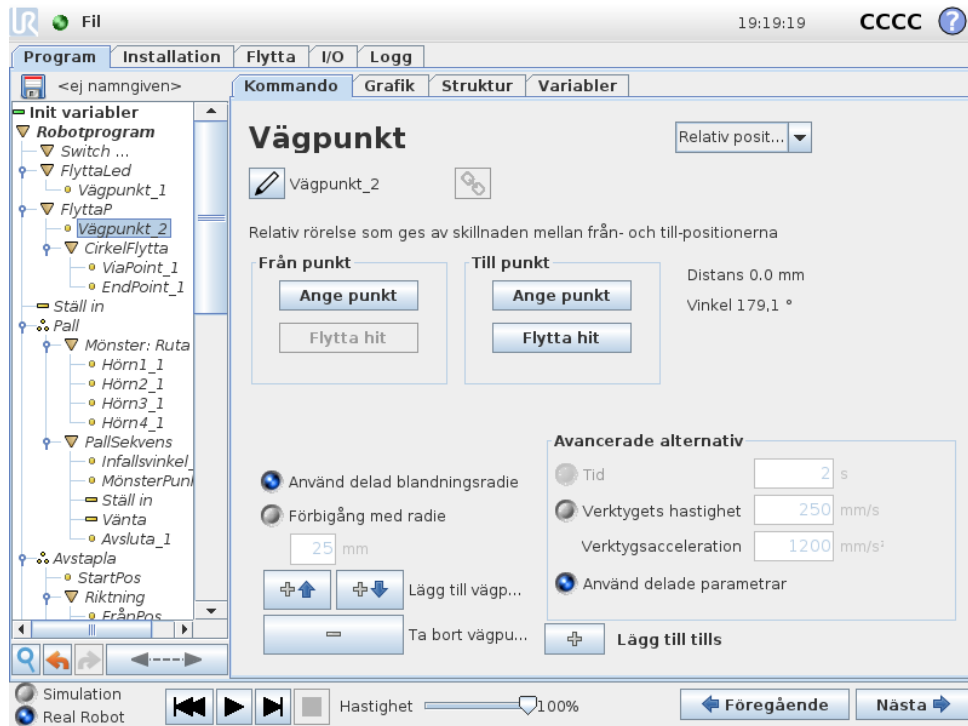 UR Fil 19:19:19 CCCC ?
Program Installation Flytta I/O Logg
<ej namngiven>
Kommando Grafik Struktur Variabler
Init variabler
Robotprogram
Switch ...
FlyttaLed
Vägpunkt_1
FlyttaP
Vägpunkt_2
CirkelFlytta
ViaPoint_1
EndPoint_1
Ställ in
Pall
Mönster: Ruta
Hörn1_1
Hörn2_1
Hörn3_1
Hörn4_1
PallSekvens
Infallsvinkel_
MönsterPunk
Ställ in
Vänta
Avsluta_1
Avstapla
StartPos
Riktning
FrånPos
Vägpunkt
Relativ posit...
Vägpunkt_2
Relativ rörelse som ges av skillnaden mellan från- och till-positionerna
Från punkt
Ange punkt
Flytta hit
Till punkt
Ange punkt
Flytta hit
Distans 0.0 mm
Vinkel 179,1 °
Använd delad blandningsradie
Förbigång med radie
25 mm
Lägg till vägp...
Ta bort vägpu...
Avancerade alternativ
Tid 2 s
Verktygets hastighet 250 mm/s
Verktygsacceleration 1200 mm/s²
Använd delade parametrar
Lägg till tills
Simulation
Real Robot
Hastighet 100%
Föregående
Nästa